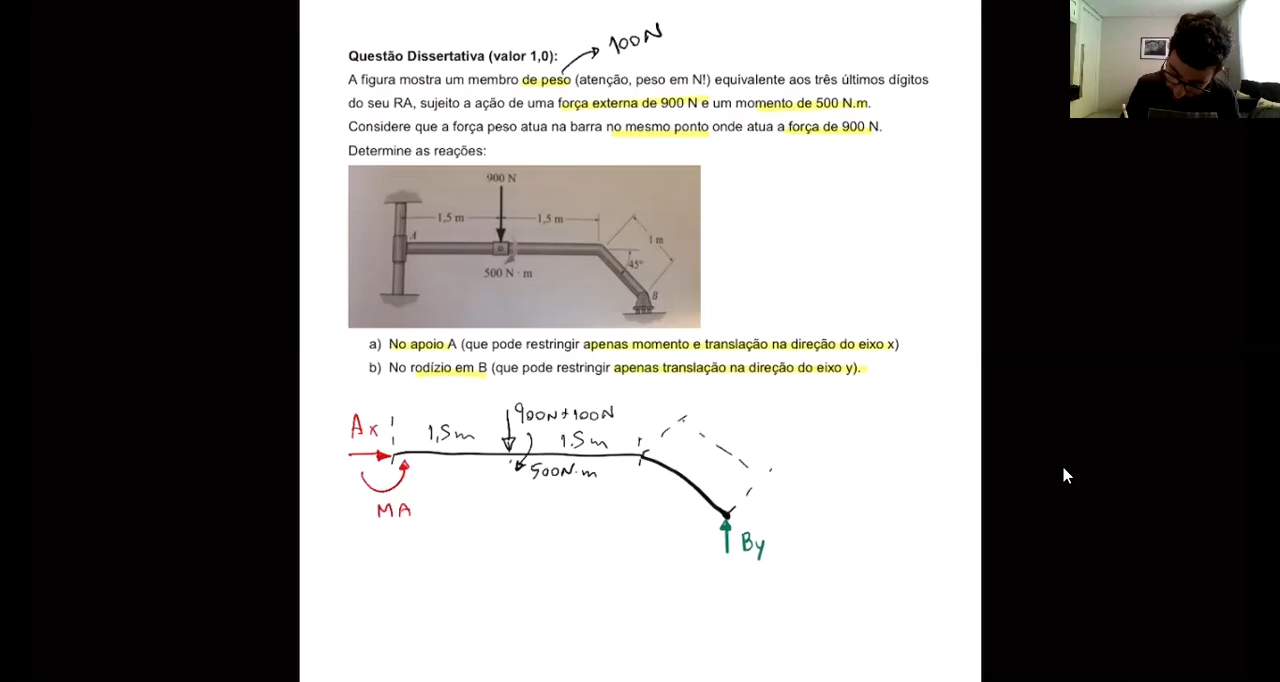 100N
Questão Dissertativa (valor 1,0):
A figura mostra um membro de peso (atenção, peso em N!) equivalente aos três últimos dígitos
do seu RA, sujeito a ação de uma força externa de 900 N e um momento de 500 N.m.
Considere que a força peso atua na barra no mesmo ponto onde atua a força de 900 N.
Determine as reações:
900 N
1,5 m 1,5 m
A
1 m
45°
500 N · m
B
a) No apoio A (que pode restringir apenas momento e translação na direção do eixo x)
b) No rodízio em B (que pode restringir apenas translação na direção do eixo y).
900N+100N
Ax 1,5m 1.5m
500N.m
MA
By